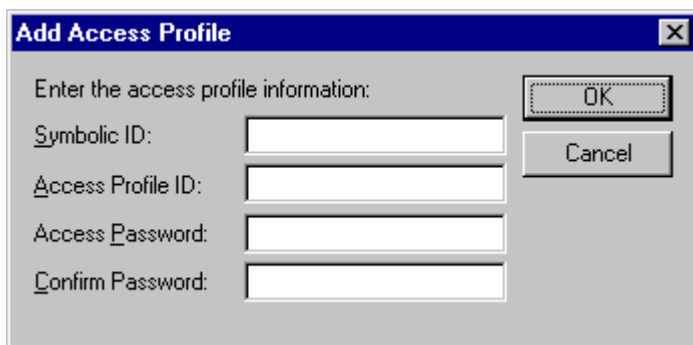 Add Access Profile
Enter the access profile information:
OK
Symbolic ID:
Cancel
Access Profile ID:
Access Password:
Confirm Password: